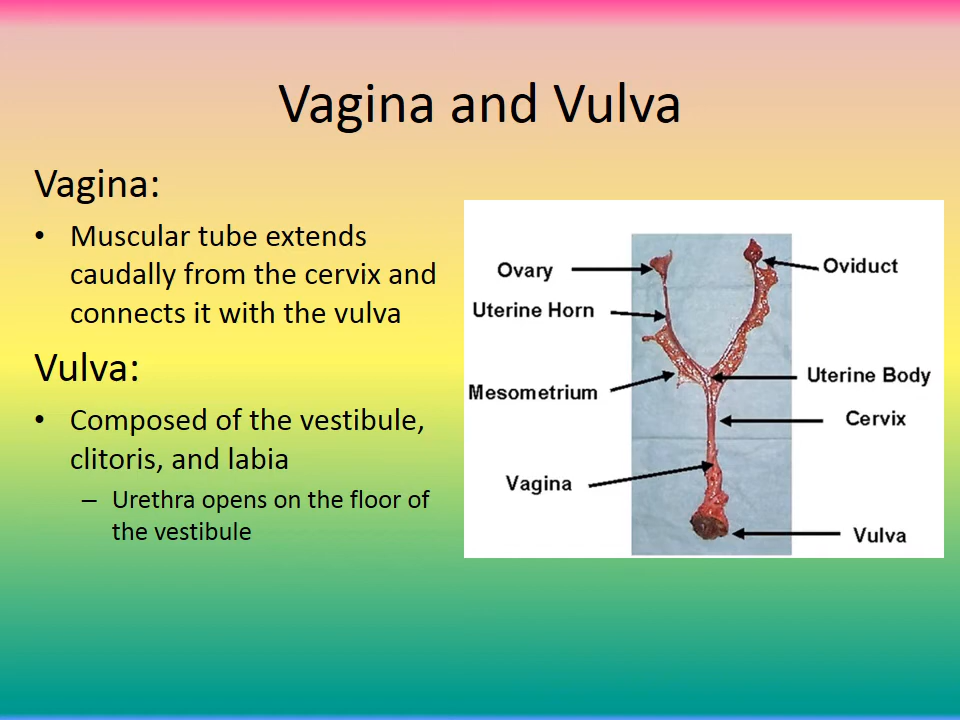 Vagina and Vulva
Vagina:
• Muscular tube extends
caudally from the cervix and
connects it with the vulva
Vulva:
• Composed of the vestibule,
clitoris, and labia
– Urethra opens on the floor of
the vestibule
Ovary
Oviduct
Uterine Horn
Uterine Body
Mesometrium
Cervix
Vagina
Vulva